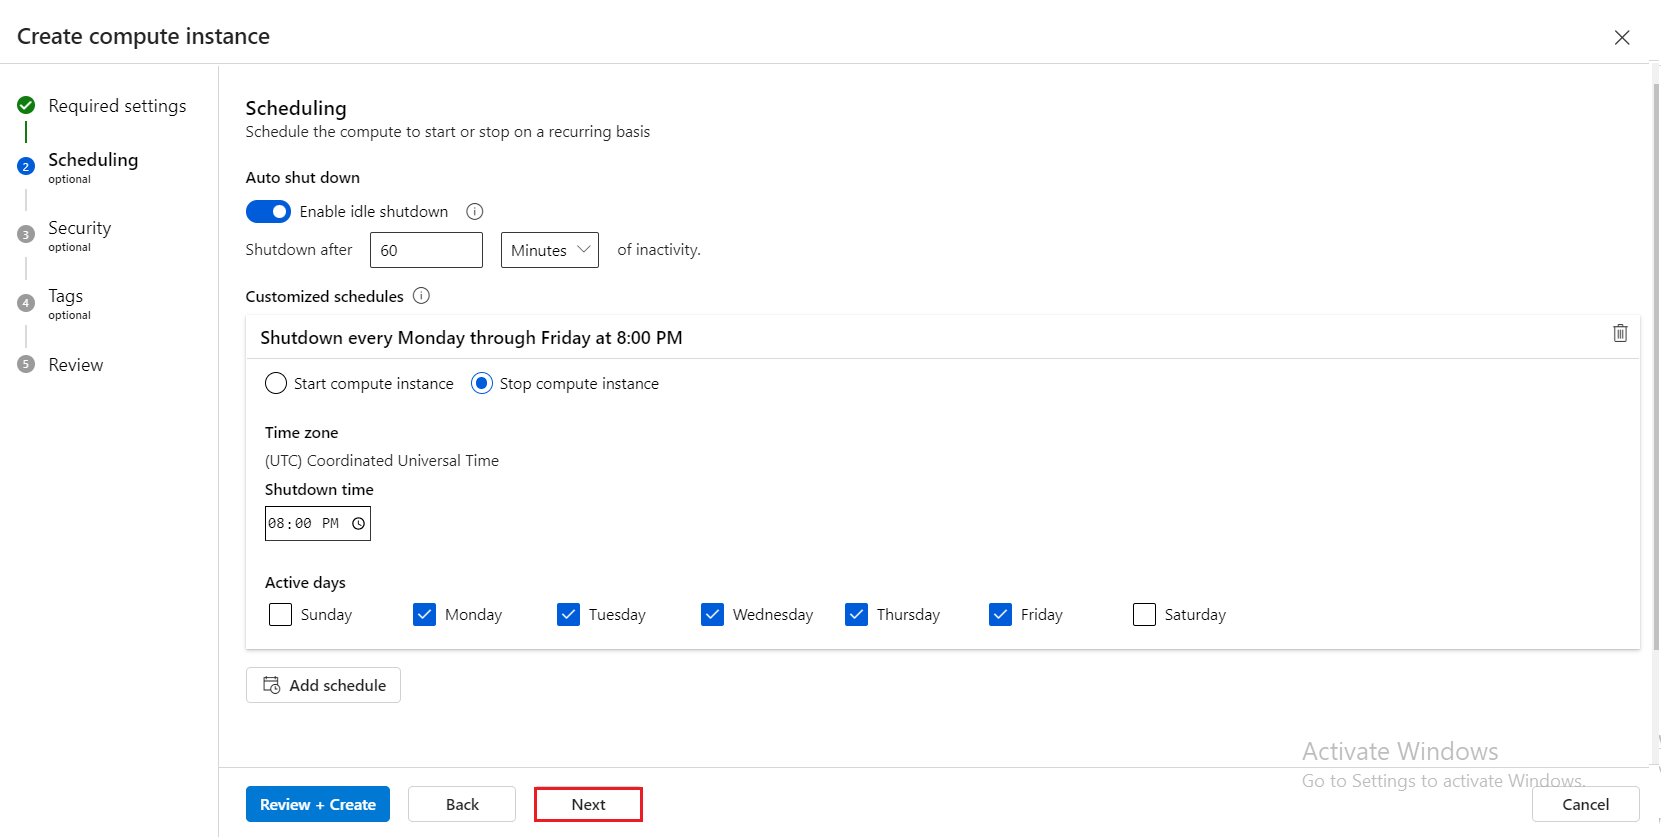 Create compute instance
Required settings
2 Scheduling
optional
3 Security
optional
4 Tags
optional
5 Review
Scheduling
Schedule the compute to start or stop on a recurring basis
Auto shut down
Enable idle shutdown
Shutdown after 60 Minutes of inactivity.
Customized schedules
Shutdown every Monday through Friday at 8:00 PM
Start compute instance Stop compute instance
Time zone
(UTC) Coordinated Universal Time
Shutdown time
08:00 PM
Active days
Sunday Monday Tuesday Wednesday Thursday Friday Saturday
Add schedule
Activate Windows
Go to Settings to activate Windows.
Review + Create Back Next Cancel